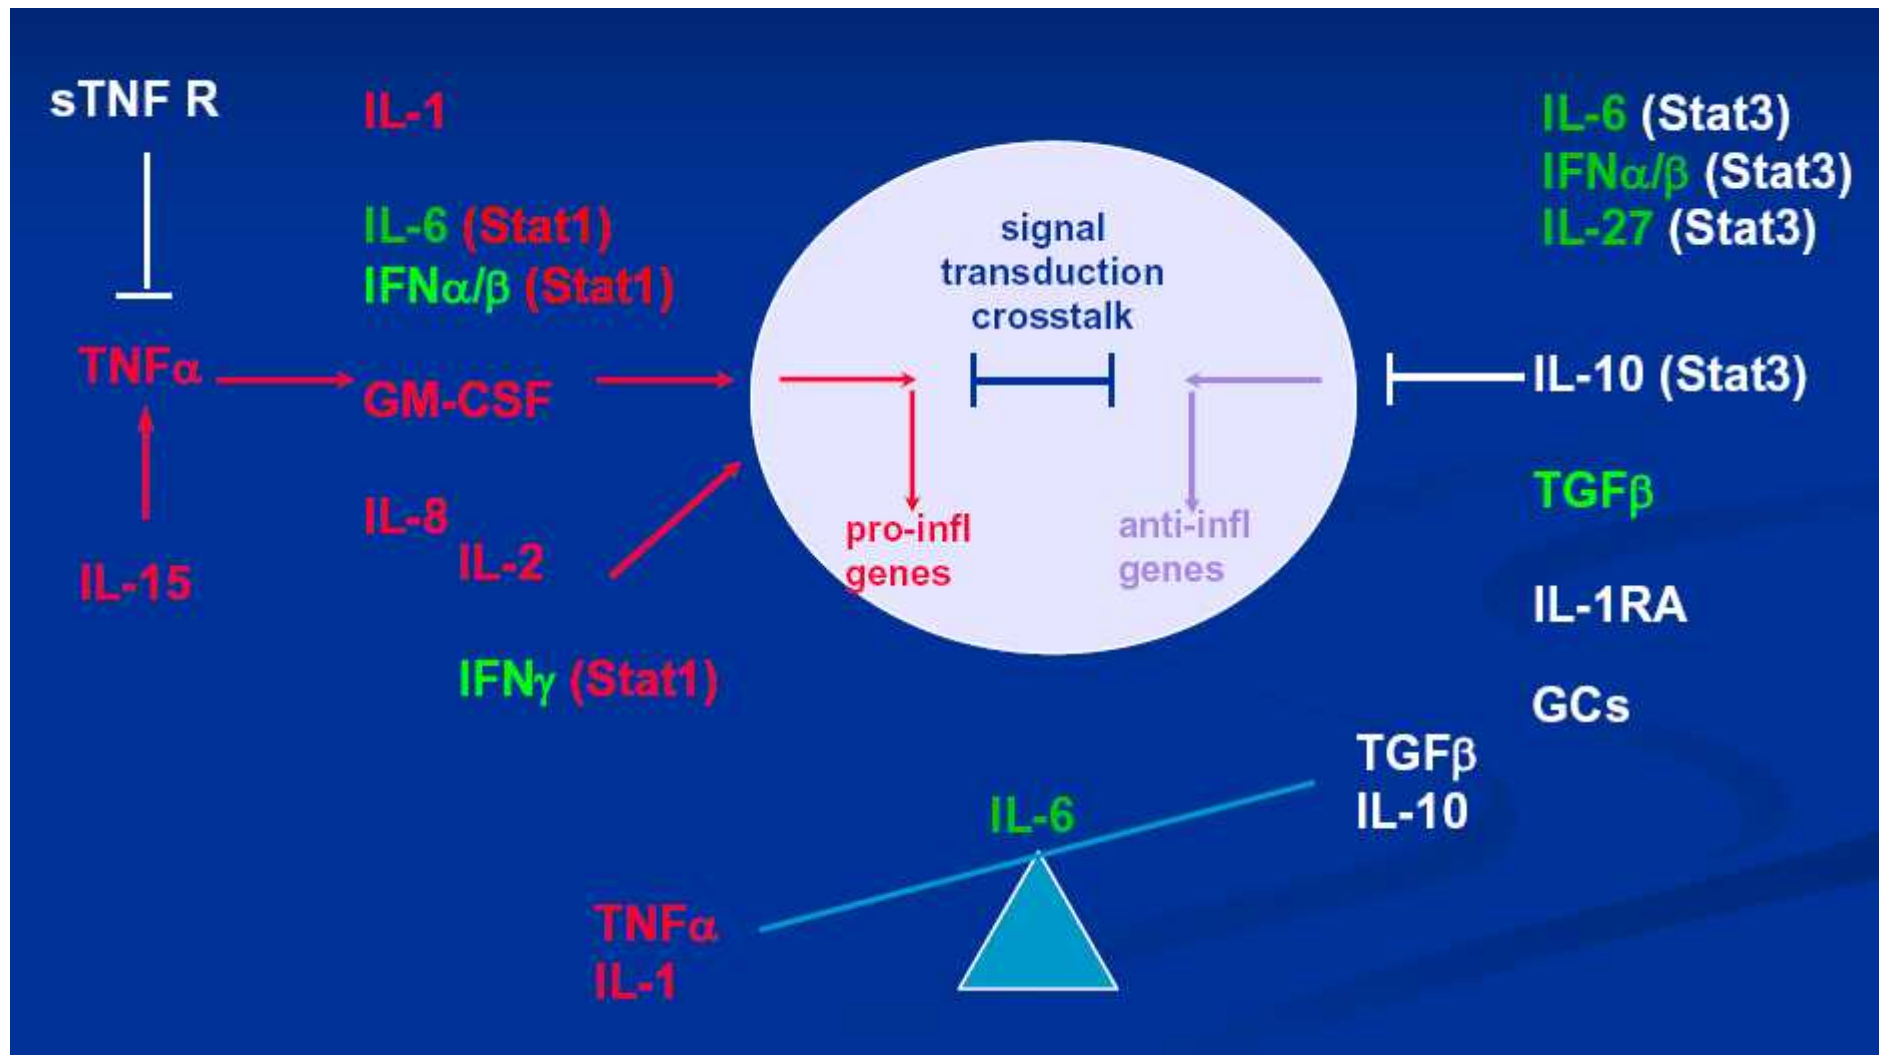 sTNF R
IL-1
IL-6 (Stat1)
IFNα/β (Stat1)
TNFα
GM-CSF
IL-8
IL-2
IL-15
IFNγ (Stat1)
signal
transduction
crosstalk
pro-infl
genes
anti-infl
genes
IL-6 (Stat3)
IFNα/β (Stat3)
IL-27 (Stat3)
IL-10 (Stat3)
TGFβ
IL-1RA
GCs
TGFβ
IL-10
IL-6
TNFα
IL-1